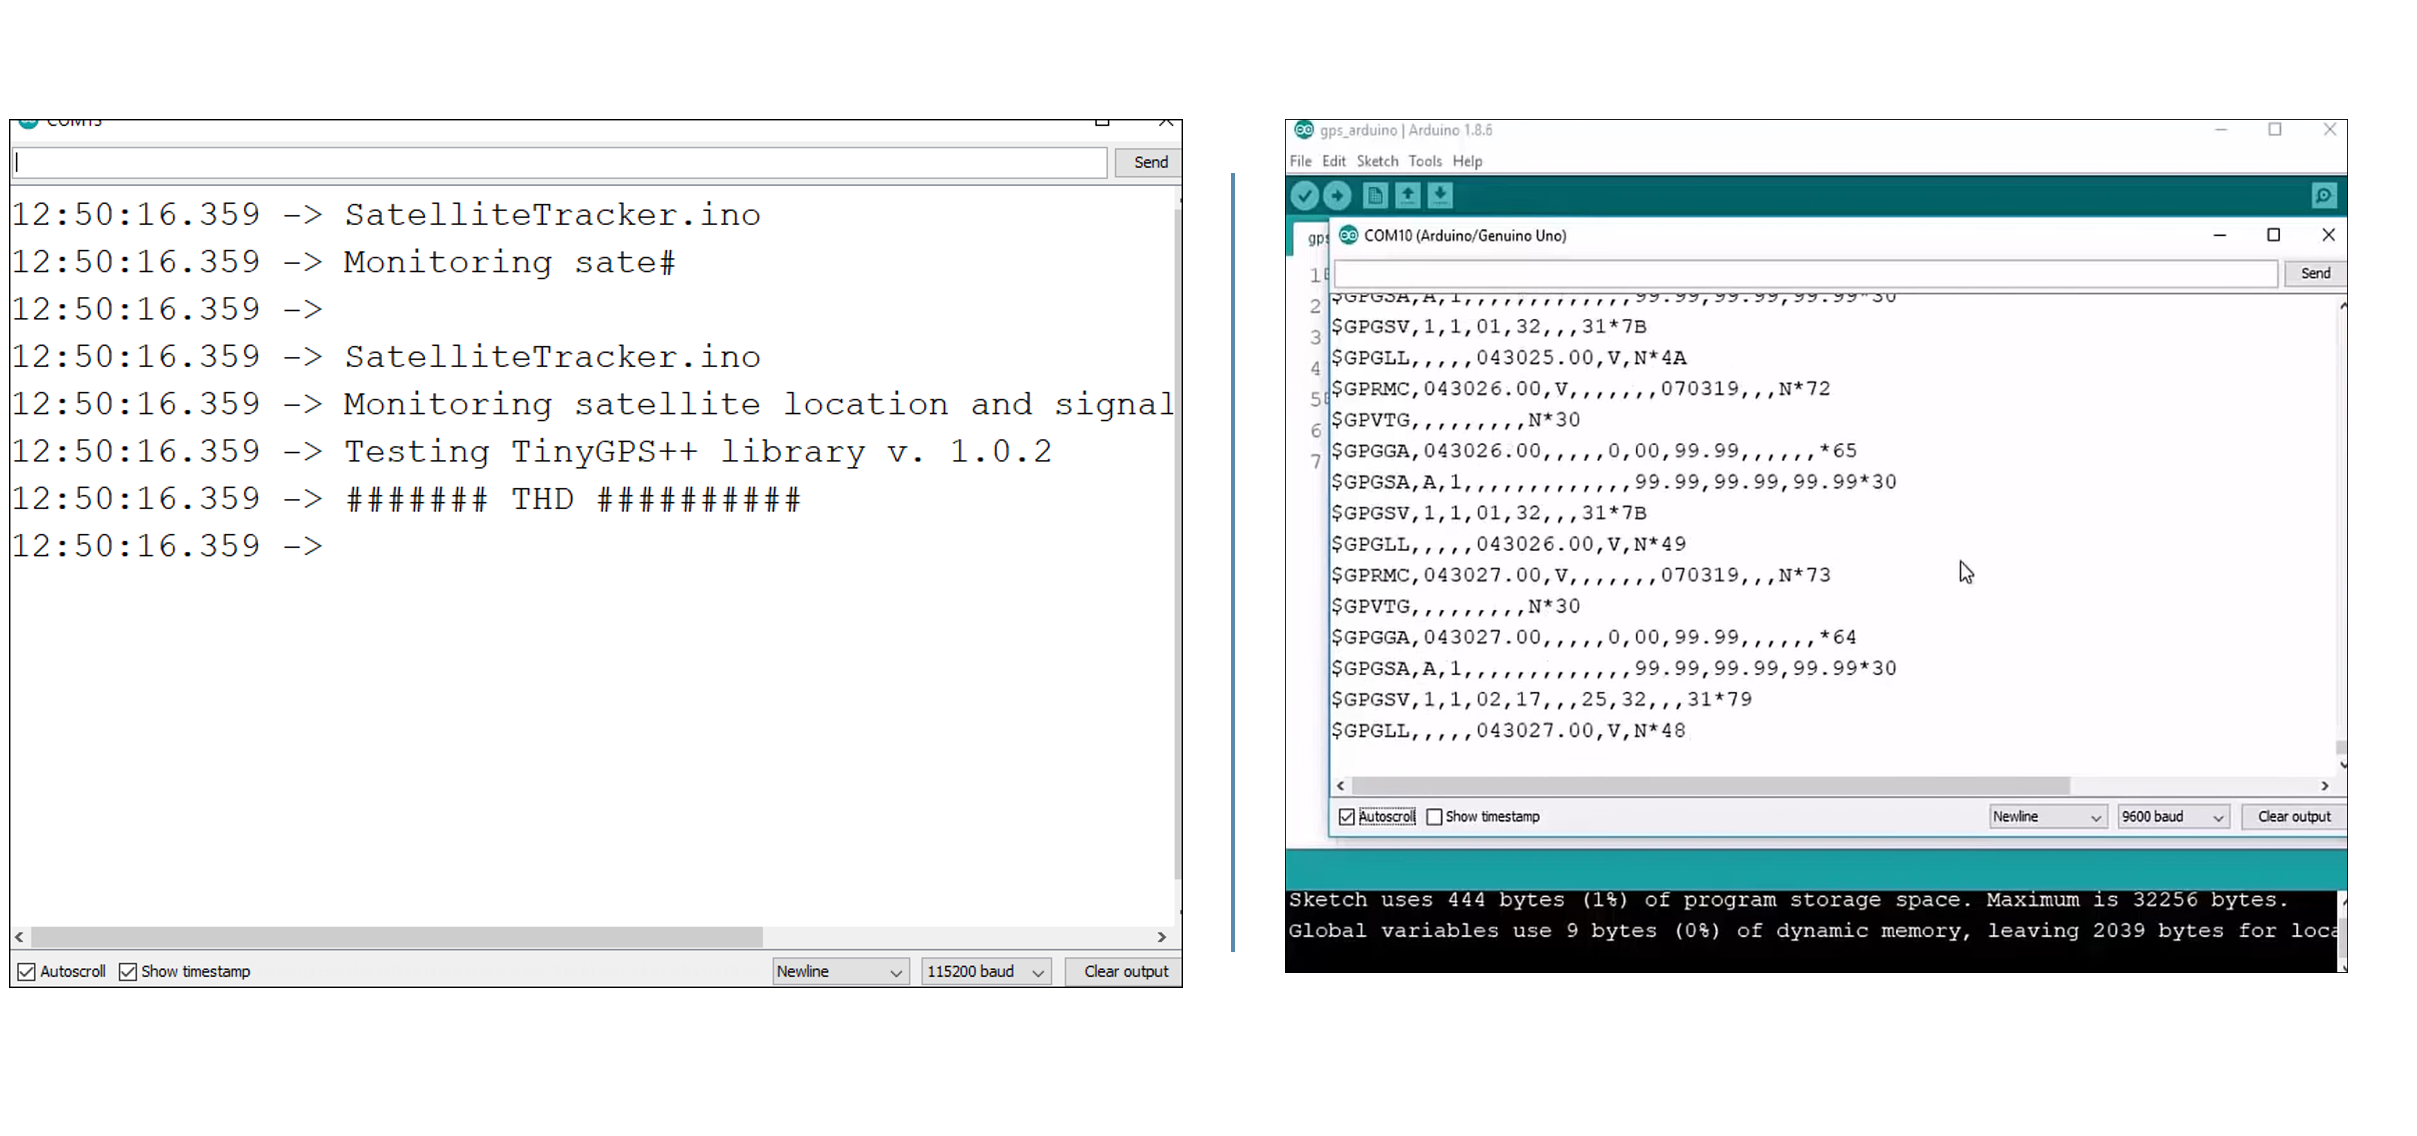 COM15
Send
12:50:16.359 -> SatelliteTracker.ino
12:50:16.359 -> Monitoring sate#
12:50:16.359 ->
12:50:16.359 -> SatelliteTracker.ino
12:50:16.359 -> Monitoring satellite location and signal
12:50:16.359 -> Testing TinyGPS++ library v. 1.0.2
12:50:16.359 -> ####### THD ##########
12:50:16.359 ->
Autoscroll Show timestamp Newline 115200 baud Clear output
gps_arduino | Arduino 1.8.6
File Edit Sketch Tools Help
gps
COM10 (Arduino/Genuino Uno)
Send
1
2
3
4
5
6
7
$GPGSA,A,1,,,,,,,,,,,,,99.99,99.99,99.99*30
$GPGSV,1,1,01,32,,,31*7B
$GPGLL,,,,,043025.00,V,N*4A
$GPRMC,043026.00,V,,,,,,,070319,,,N*72
$GPVTG,,,,,,,,,N*30
$GPGGA,043026.00,,,,,0,00,99.99,,,,,,*65
$GPGSA,A,1,,,,,,,,,,,,,99.99,99.99,99.99*30
$GPGSV,1,1,01,32,,,31*7B
$GPGLL,,,,,043026.00,V,N*49
$GPRMC,043027.00,V,,,,,,,070319,,,N*73
$GPVTG,,,,,,,,,N*30
$GPGGA,043027.00,,,,,0,00,99.99,,,,,,*64
$GPGSA,A,1,,,,,,,,,,,,,99.99,99.99,99.99*30
$GPGSV,1,1,02,17,,,25,32,,,31*79
$GPGLL,,,,,043027.00,V,N*48
Autoscroll Show timestamp Newline 9600 baud Clear output
Sketch uses 444 bytes (1%) of program storage space. Maximum is 32256 bytes.
Global variables use 9 bytes (0%) of dynamic memory, leaving 2039 bytes for loca